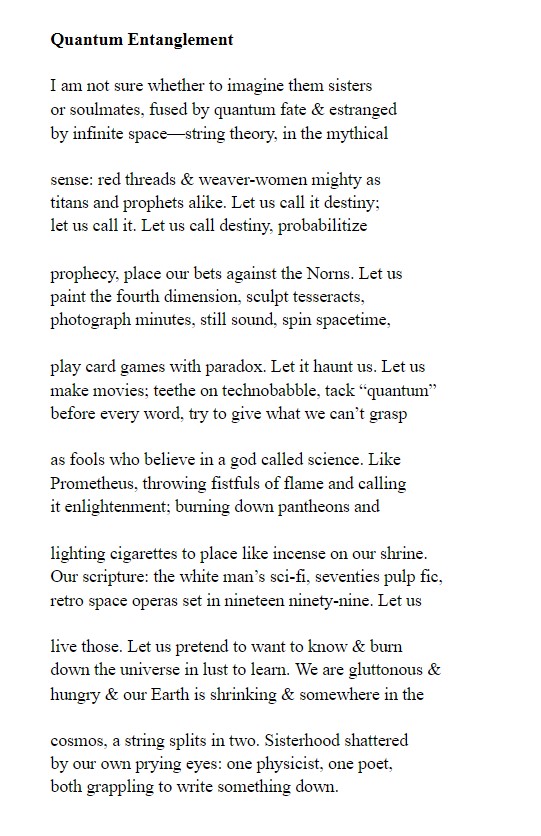 Quantum Entanglement
I am not sure whether to imagine them sisters
or soulmates, fused by quantum fate & estranged
by infinite space—string theory, in the mythical
sense: red threads & weaver-women mighty as
titans and prophets alike. Let us call it destiny;
let us call it. Let us call destiny, probabilitize
prophecy, place our bets against the Norns. Let us
paint the fourth dimension, sculpt tesseracts,
photograph minutes, still sound, spin spacetime,
play card games with paradox. Let it haunt us. Let us
make movies; teethe on technobabble, tack “quantum”
before every word, try to give what we can’t grasp
as fools who believe in a god called science. Like
Prometheus, throwing fistfuls of flame and calling
it enlightenment; burning down pantheons and
lighting cigarettes to place like incense on our shrine.
Our scripture: the white man’s sci-fi, seventies pulp fic,
retro space operas set in nineteen ninety-nine. Let us
live those. Let us pretend to want to know & burn
down the universe in lust to learn. We are gluttonous &
hungry & our Earth is shrinking & somewhere in the
cosmos, a string splits in two. Sisterhood shattered
by our own prying eyes: one physicist, one poet,
both grappling to write something down.